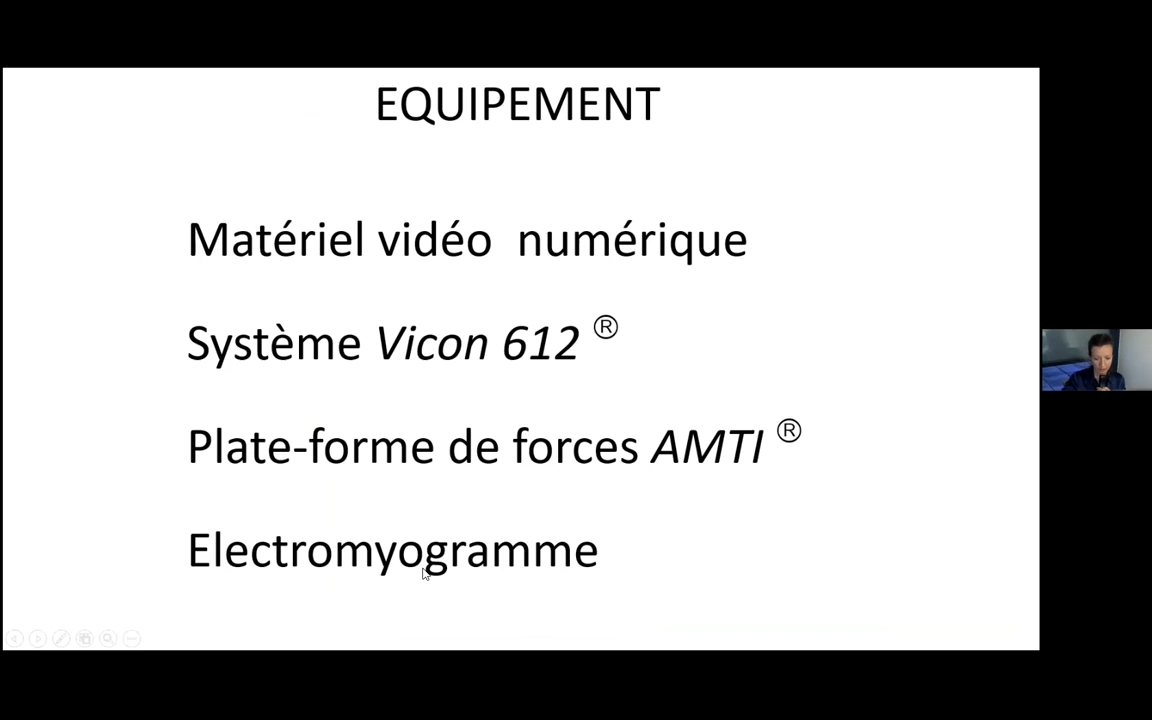 EQUIPEMENT
Matériel vidéo numérique
Système Vicon 612 ®
Plate-forme de forces AMTI ®
Electromyogramme